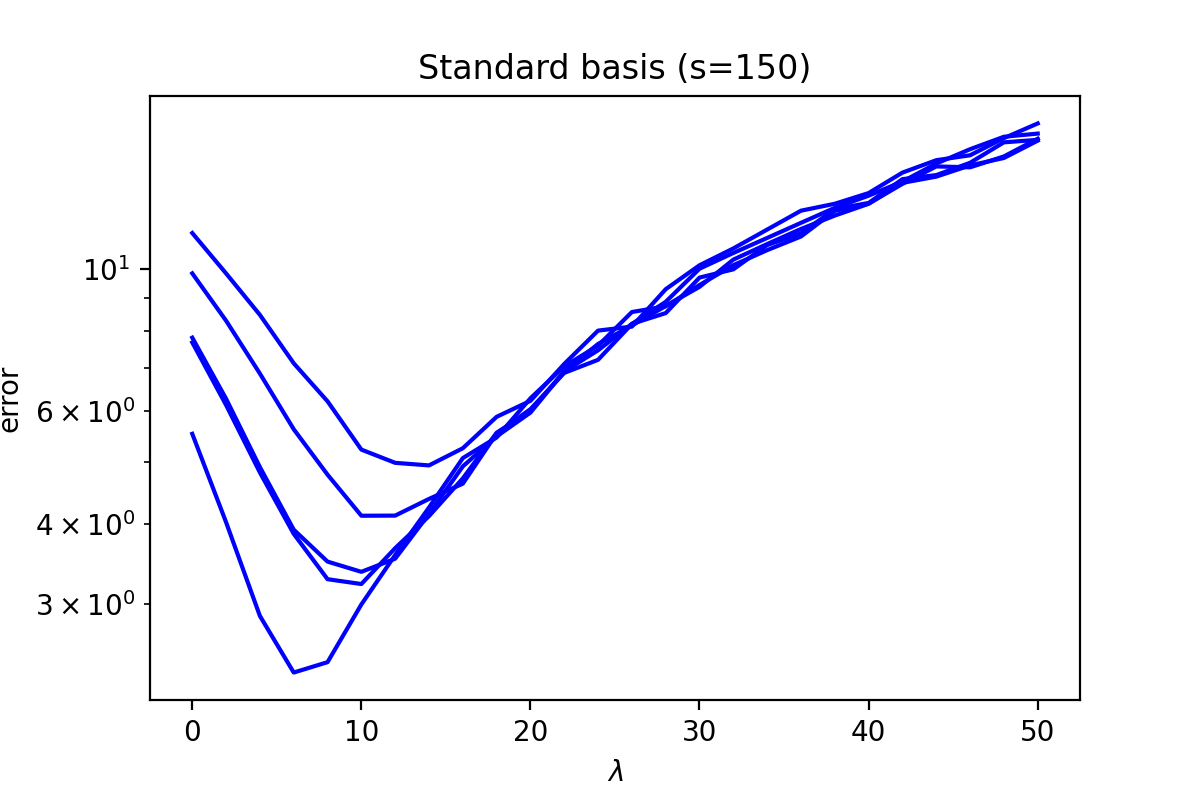 Standard basis (s=150)
10¹
6 × 10⁰
4 × 10⁰
3 × 10⁰
error
0 10 20 30 40 50
λ